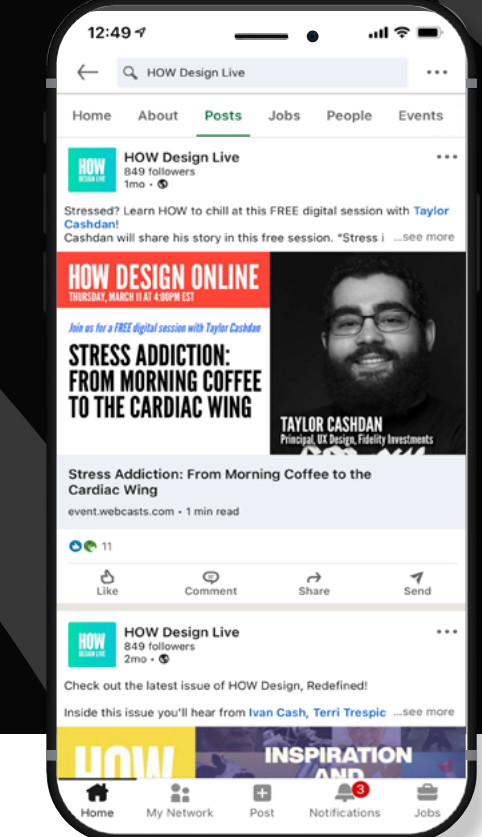 12:49
HOW Design Live
Home About Posts Jobs People Events
HOW
DESIGN LIVE
HOW Design Live
849 followers
1mo •
Stressed? Learn HOW to chill at this FREE digital session with Taylor
Cashdan!
Cashdan will share his story in this free session. “Stress i ...see more
HOW DESIGN ONLINE
THURSDAY, MARCH 11 AT 4:00PM EST
Join us for a FREE digital session with Taylor Cashdan
STRESS ADDICTION:
FROM MORNING COFFEE
TO THE CARDIAC WING
TAYLOR CASHDAN
Principal, UX Design, Fidelity Investments
Stress Addiction: From Morning Coffee to the
Cardiac Wing
event.webcasts.com • 1 min read
11
Like Comment Share Send
HOW
DESIGN LIVE
HOW Design Live
849 followers
2mo •
Check out the latest issue of HOW Design, Redefined!
Inside this issue you'll hear from Ivan Cash, Terri Trespic ...see more
HOW
INSPIRATION
AND
3
Home My Network Post Notifications Jobs